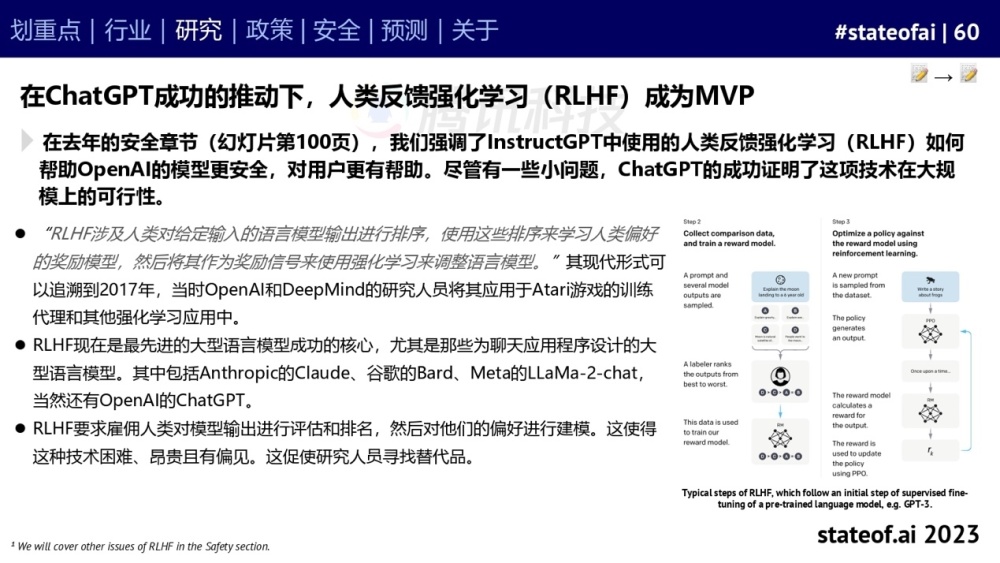 划重点 | 行业 | 研究 | 政策 | 安全 | 预测 | 关于
#stateofai | 60
在ChatGPT成功的推动下，人类反馈强化学习（RLHF）成为MVP
腾讯科技
在去年的安全章节（幻灯片第100页），我们强调了InstructGPT中使用的人类反馈强化学习（RLHF）如何
帮助OpenAI的模型更安全，对用户更有帮助。尽管有一些小问题，ChatGPT的成功证明了这项技术在大规
模上的可行性。
● “RLHF涉及人类对给定输入的语言模型输出进行排序，使用这些排序来学习人类偏好
的奖励模型，然后将其作为奖励信号来使用强化学习来调整语言模型。”其现代形式可
以追溯到2017年，当时OpenAI和DeepMind的研究人员将其应用于Atari游戏的训练
代理和其他强化学习应用中。
● RLHF现在是最先进的大型语言模型成功的核心，尤其是那些为聊天应用程序设计的大
型语言模型。其中包括Anthropic的Claude、谷歌的Bard、Meta的LLaMa-2-chat，
当然还有OpenAI的ChatGPT。
● RLHF要求雇佣人类对模型输出进行评估和排名，然后对他们的偏好进行建模。这使得
这种技术困难、昂贵且有偏见。这促使研究人员寻找替代品。
Step 2
Collect comparison data,
and train a reward model.
A prompt and
several model
outputs are
sampled.
Explain the moon
landing to a 6 year old
A
B
C
D
A labeler ranks
the outputs from
best to worst.
D > C > A > B
This data is used
to train our
reward model.
RM
D > C > A > B
Step 3
Optimize a policy against
the reward model using
reinforcement learning.
A new prompt
is sampled from
the dataset.
Write a story
about frogs
The policy
generates
an output.
PPO
Once upon a time...
The reward model
calculates a
reward for
the output.
RM
The reward is
used to update
the policy
using PPO.
rk
Typical steps of RLHF, which follow an initial step of supervised fine-
tuning of a pre-trained language model, e.g. GPT-3.
¹ We will cover other issues of RLHF in the Safety section.
stateof.ai 2023